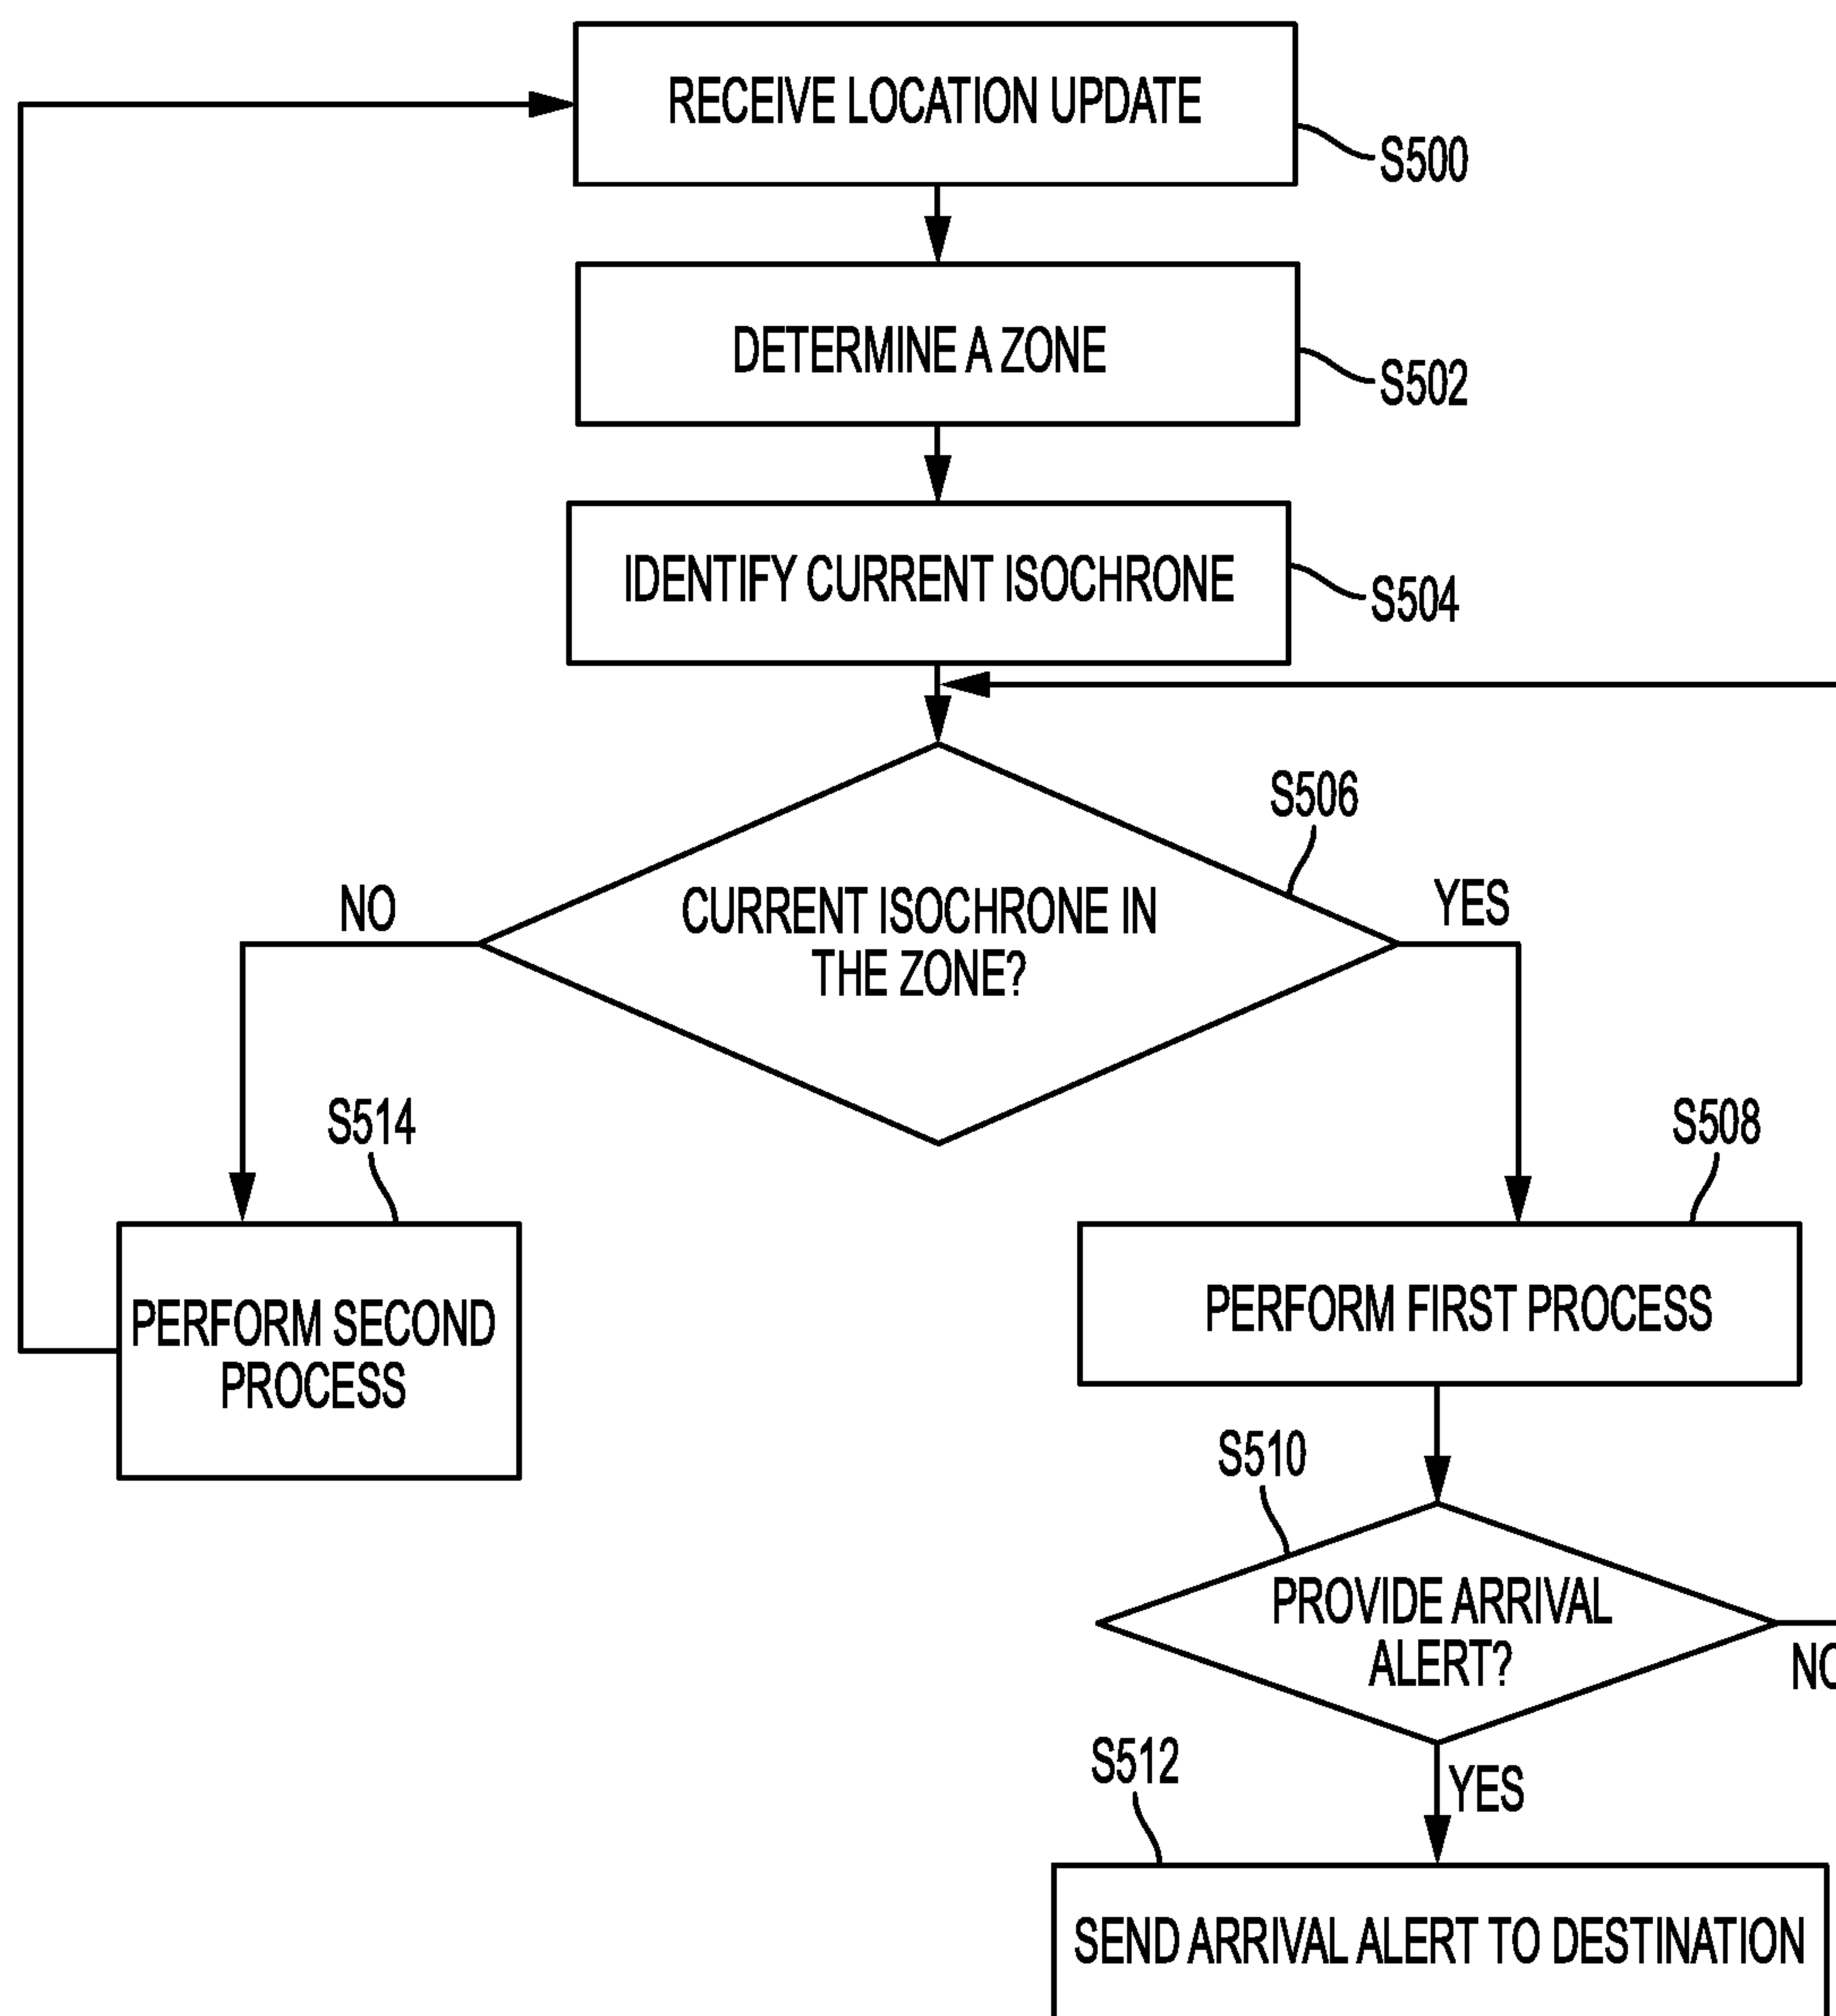 RECEIVE LOCATION UPDATE
S500
DETERMINE A ZONE
S502
IDENTIFY CURRENT ISOCHRONE
S504
S506
CURRENT ISOCHRONE IN
THE ZONE?
NO
YES
S514
S508
PERFORM SECOND
PROCESS
PERFORM FIRST PROCESS
S510
PROVIDE ARRIVAL
ALERT?
NO
S512
YES
SEND ARRIVAL ALERT TO DESTINATION